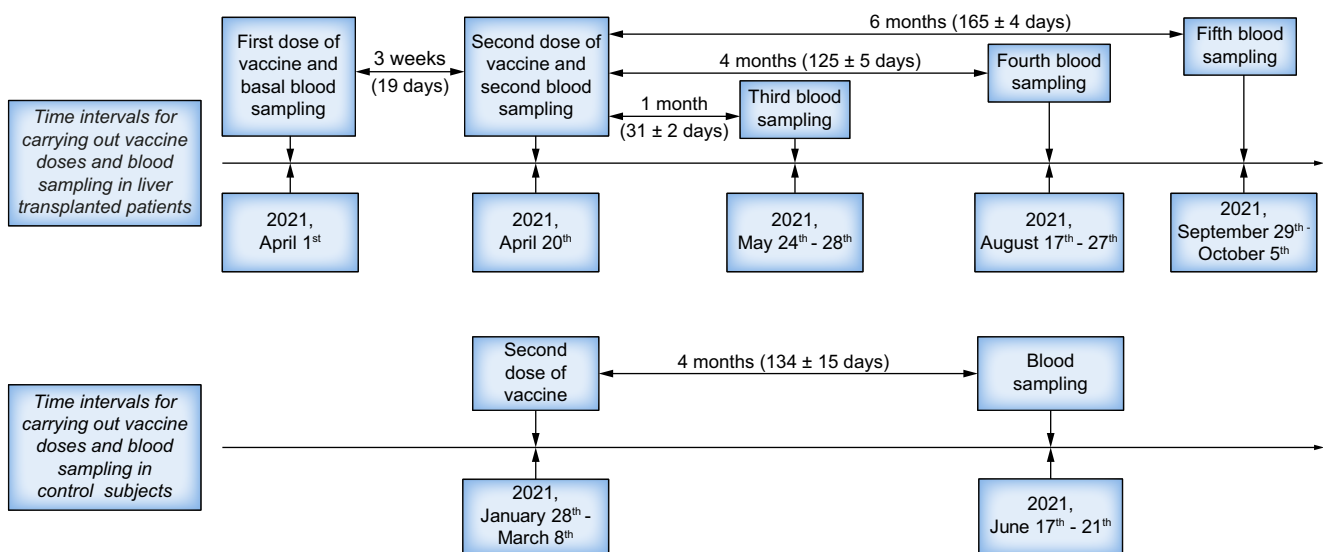 Time intervals for
carrying out vaccine
doses and blood
sampling in liver
transplanted patients
First dose of
vaccine and
basal blood
sampling
3 weeks
(19 days)
Second dose of
vaccine and
second blood
sampling
6 months (165 ± 4 days)
4 months (125 ± 5 days)
1 month
(31 ± 2 days)
Third blood
sampling
Fourth blood
sampling
Fifth blood
sampling
2021,
April 1st
2021,
April 20th
2021,
May 24th - 28th
2021,
August 17th - 27th
2021,
September 29th -
October 5th
Time intervals for
carrying out vaccine
doses and blood
sampling in
control subjects
Second
dose of
vaccine
4 months (134 ± 15 days)
Blood
sampling
2021,
January 28th -
March 8th
2021,
June 17th - 21th